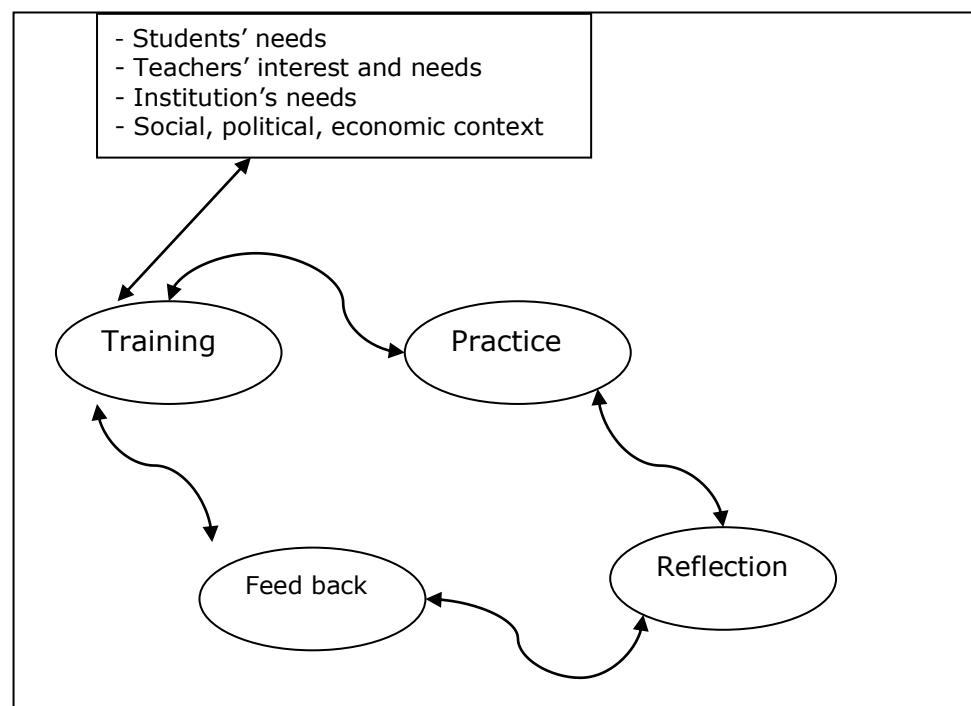 - Students’ needs
- Teachers’ interest and needs
- Institution’s needs
- Social, political, economic context
Training
Practice
Reflection
Feed back